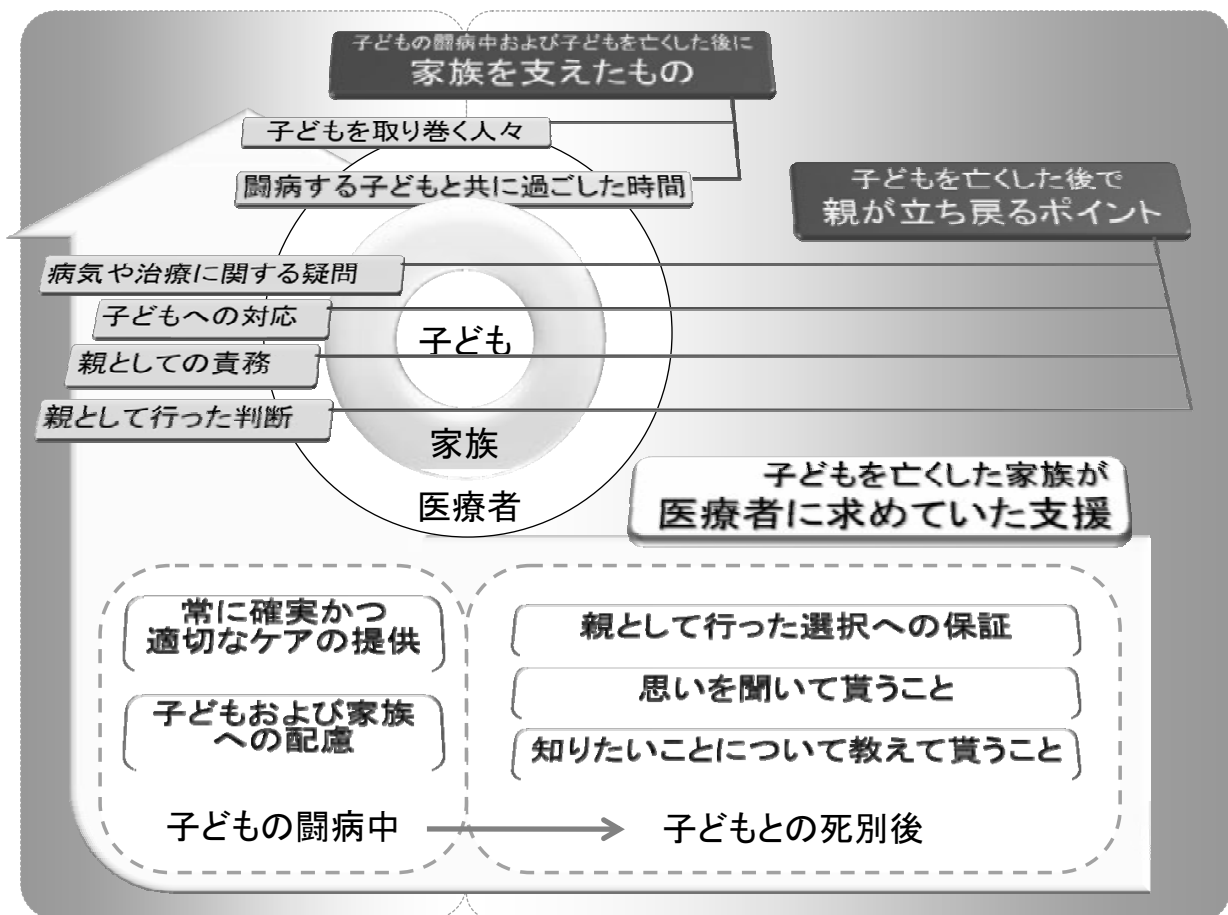 子どもの闘病中および子どもを亡くした後に
家族を支えたもの
子どもを取り巻く人々
闘病する子どもと共に過ごした時間
子どもを亡くした後で
親が立ち戻るポイント
病気や治療に関する疑問
子どもへの対応
親としての責務
親として行った判断
子ども
家族
医療者
子どもを亡くした家族が
医療者に求めていた支援
常に確実かつ
適切なケアの提供
子どもおよび家族
への配慮
子どもの闘病中
親として行った選択への保証
思いを聞いて貰うこと
知りたいことについて教えて貰うこと
子どもとの死別後